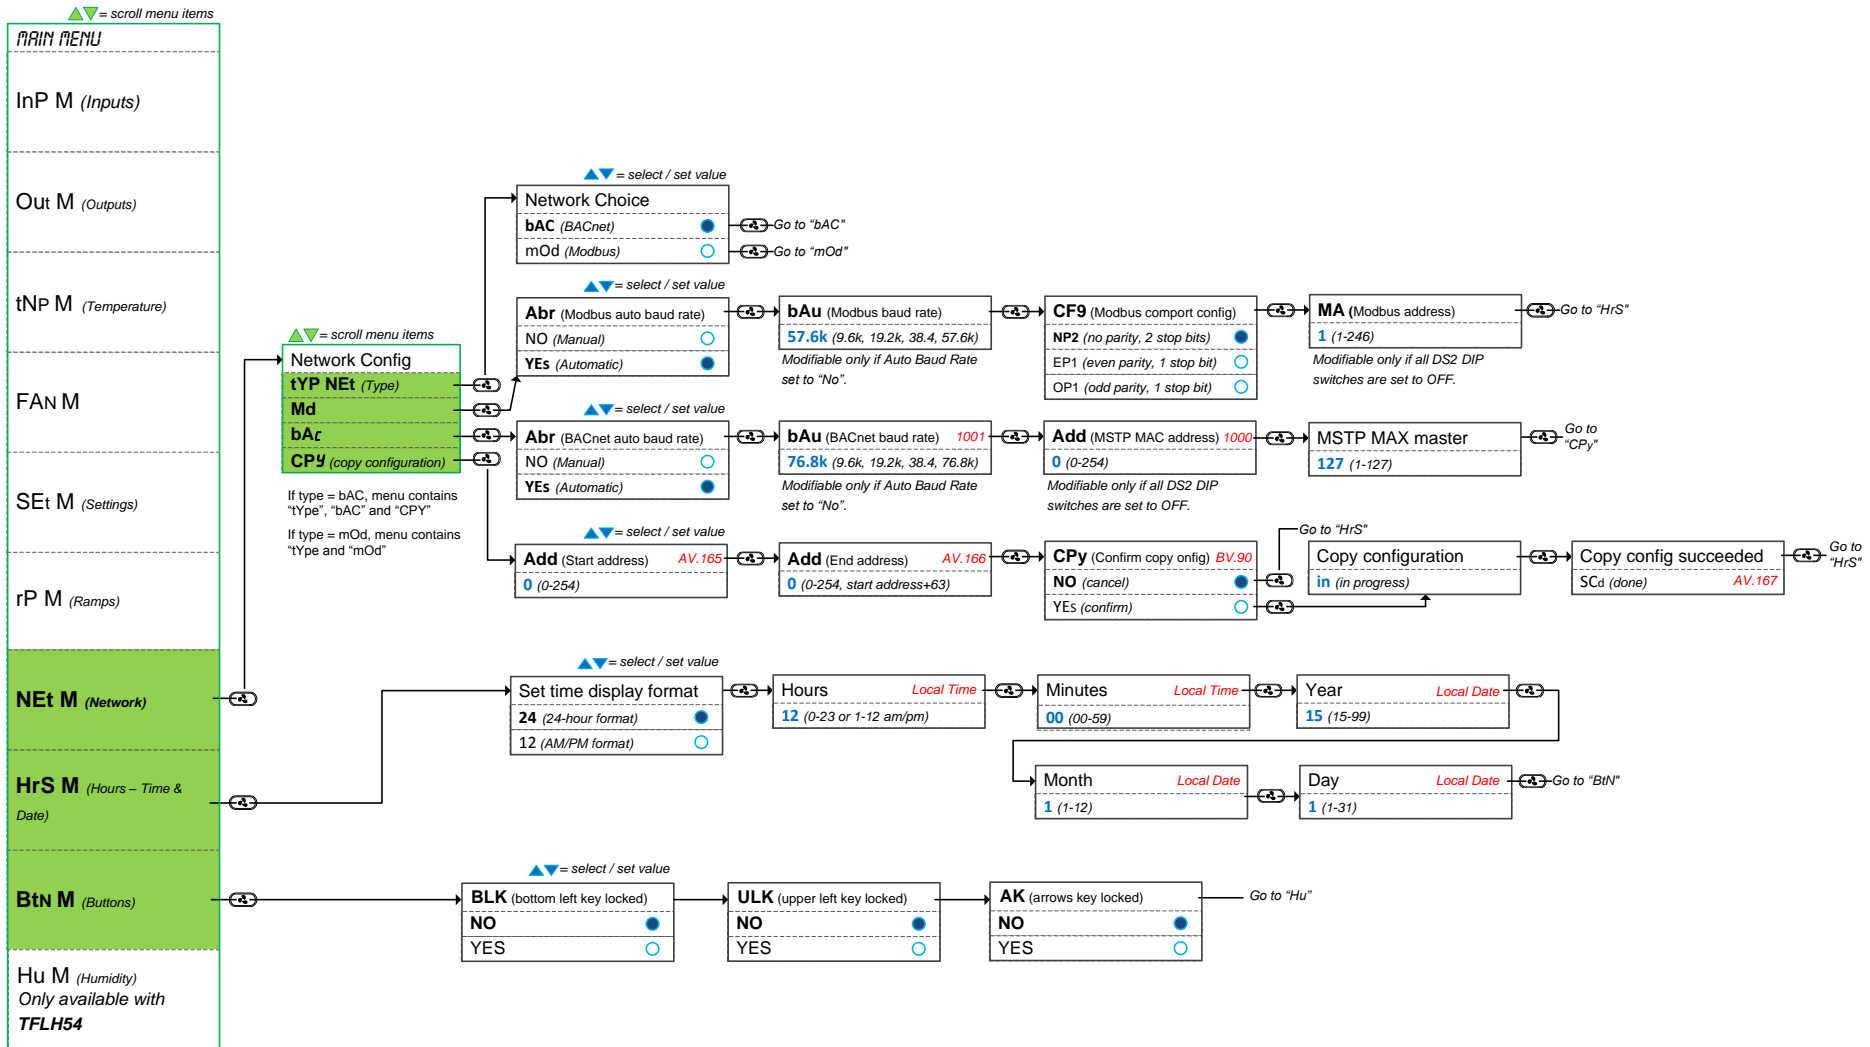 = scroll menu items
MAIN MENU
InP M (Inputs)
Out M (Outputs)
tNP M (Temperature)
FAN M
SEt M (Settings)
rP M (Ramps)
NEt M (Network)
HrS M (Hours – Time &
Date)
BtN M (Buttons)
Hu M (Humidity)
Only available with
TFLH54
= scroll menu items
Network Config
tYP NEt (Type)
Md
bAc
CPY (copy configuration)
If type = bAC, menu contains
“tYpe”, “bAC” and “CPY”
If type = mOd, menu contains
“tYpe and “mOd”
= select / set value
Network Choice
bAC (BACnet)
Go to “bAC"
mOd (Modbus)
Go to “mOd"
= select / set value
Abr (Modbus auto baud rate)
NO (Manual)
YEs (Automatic)
bAu (Modbus baud rate)
57.6k (9.6k, 19.2k, 38.4, 57.6k)
Modifiable only if Auto Baud Rate
set to “No”.
CF9 (Modbus comport config)
NP2 (no parity, 2 stop bits)
EP1 (even parity, 1 stop bit)
OP1 (odd parity, 1 stop bit)
MA (Modbus address)
1 (1-246)
Modifiable only if all DS2 DIP
switches are set to OFF.
Go to “HrS"
= select / set value
Abr (BACnet auto baud rate)
NO (Manual)
YEs (Automatic)
bAu (BACnet baud rate) 1001
76.8k (9.6k, 19.2k, 38.4, 76.8k)
Modifiable only if Auto Baud Rate
set to “No”.
Add (MSTP MAC address) 1000
0 (0-254)
Modifiable only if all DS2 DIP
switches are set to OFF.
MSTP MAX master
127 (1-127)
Go to
“CPy"
= select / set value
Add (Start address) AV.165
0 (0-254)
Add (End address) AV.166
0 (0-254, start address+63)
CPy (Confirm copy onfig) BV.90
NO (cancel)
YEs (confirm)
Go to “HrS"
Copy configuration
in (in progress)
Copy config succeeded
SCd (done) AV.167
Go to
“HrS"
= select / set value
Set time display format
24 (24-hour format)
12 (AM/PM format)
Hours Local Time
12 (0-23 or 1-12 am/pm)
Minutes Local Time
00 (00-59)
Year Local Date
15 (15-99)
Month Local Date
1 (1-12)
Day Local Date
1 (1-31)
Go to “BtN"
= select / set value
BLK (bottom left key locked)
NO
YES
ULK (upper left key locked)
NO
YES
AK (arrows key locked)
NO
YES
Go to “Hu”